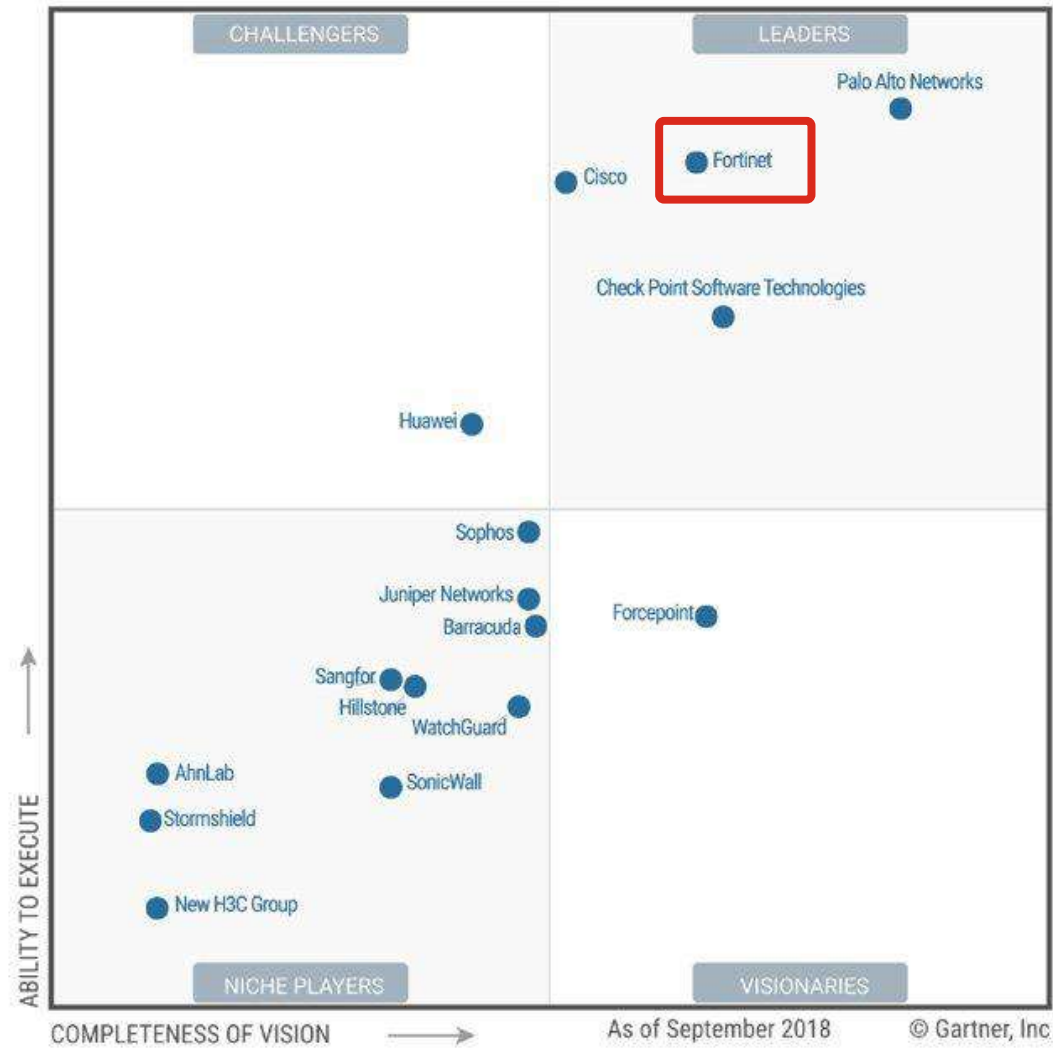 CHALLENGERS
LEADERS
Palo Alto Networks
Fortinet
Cisco
Check Point Software Technologies
Huawei
Sophos
Juniper Networks
Forcepoint
Barracuda
Sangfor
Hillstone
WatchGuard
AhnLab
SonicWall
Stormshield
New H3C Group
ABILITY TO EXECUTE
NICHE PLAYERS
VISIONARIES
COMPLETENESS OF VISION
As of September 2018
© Gartner, Inc